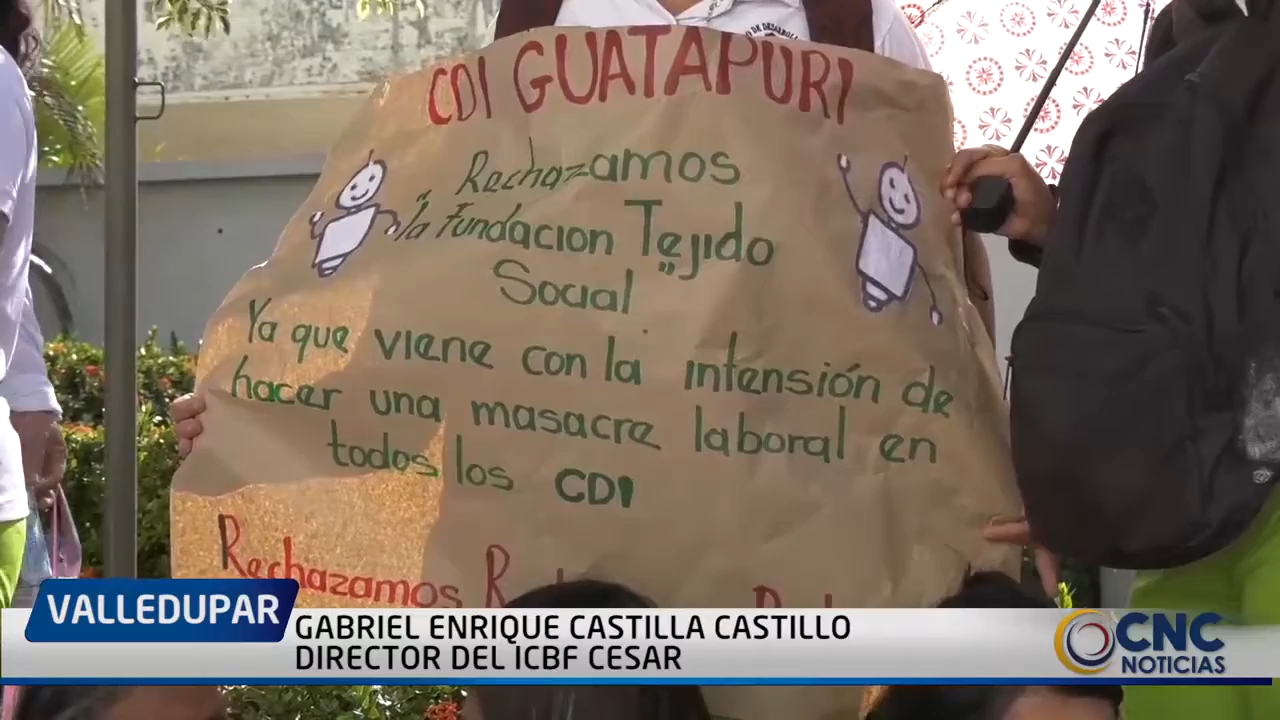 CDI GUATAPURI
Rechazamos
"la Fundacion Tejido
Social"
Ya que viene con la intensión de
hacer una masacre laboral en
todos los CDI
Rechazamos
VALLEDUPAR
GABRIEL ENRIQUE CASTILLA CASTILLO
DIRECTOR DEL ICBF CESAR
CNC
NOTICIAS